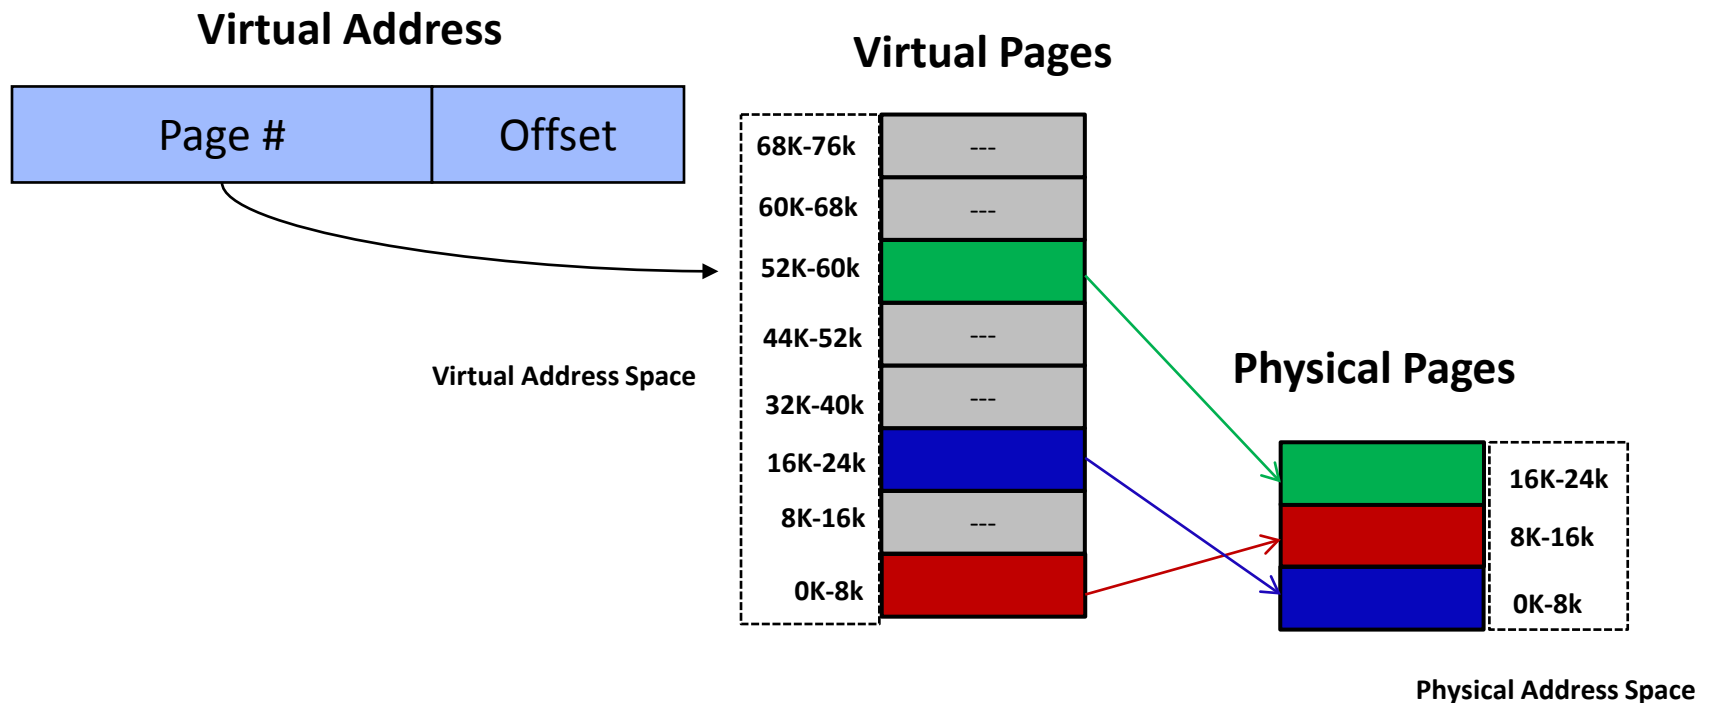 Virtual Address
Page #
Offset
Virtual Address Space
Virtual Pages
68K-76k
---
60K-68k
---
52K-60k
44K-52k
---
32K-40k
---
16K-24k
8K-16k
---
0K-8k
Physical Pages
16K-24k
8K-16k
0K-8k
Physical Address Space